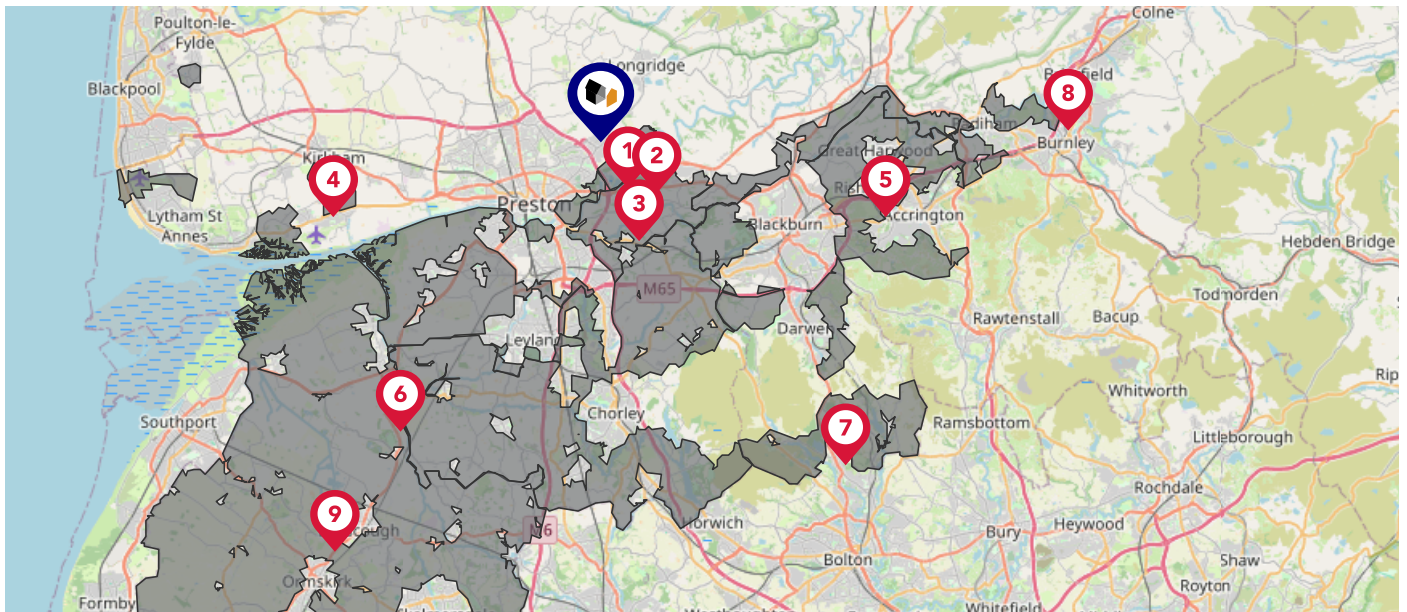 Colne
Poulton-le-
Fylde
Longridge
Blackpool
8
Padiham
Burnley
1
2
Great Harwood
Kirkham
4
5
3
Preston
Lytham St
Annes
Blackburn
Accrington
Hebden Bridge
M65
Todmorden
Rawtenstall
Bacup
Leyland
Darwen
Whitworth
6
Southport
Chorley
7
Ramsbottom
Littleborough
Rochdale
9
M6
Horwich
Bury
Heywood
Bolton
Shaw
Ormskirk
Royton
Formby
Whitefield